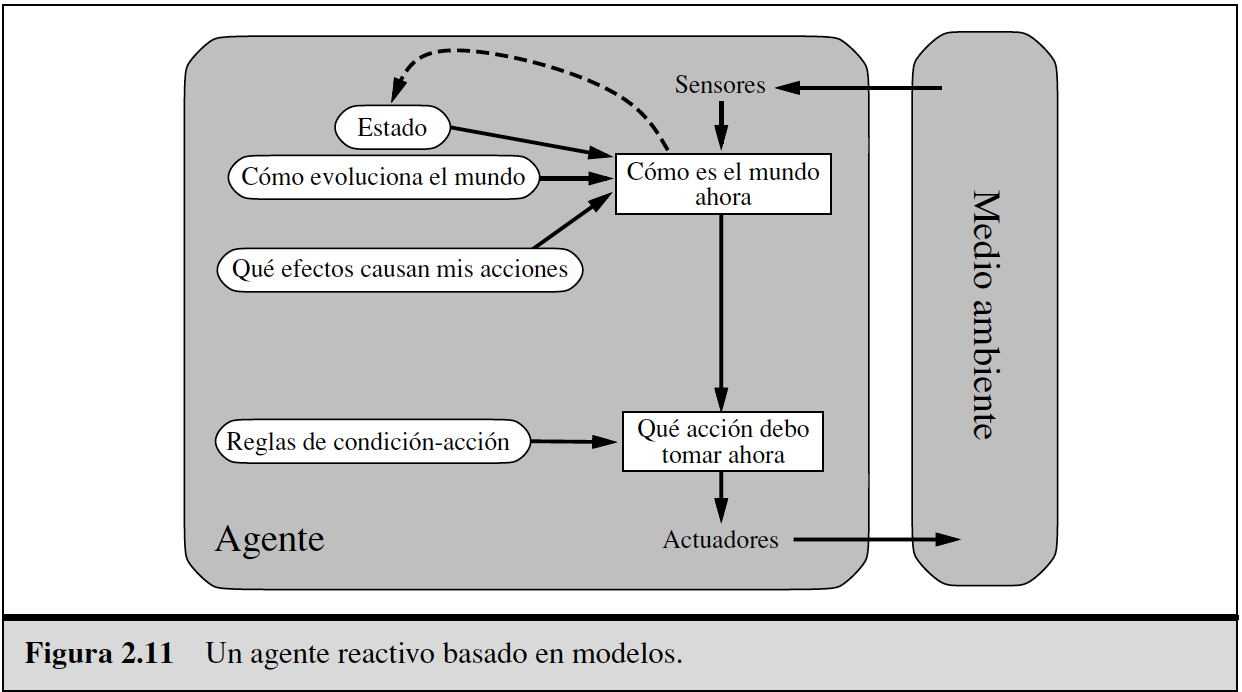 Sensores
Estado
Cómo evoluciona el mundo
Cómo es el mundo
ahora
Qué efectos causan mis acciones
Medio ambiente
Reglas de condición-acción
Qué acción debo
tomar ahora
Agente
Actuadores
Figura 2.11 Un agente reactivo basado en modelos.